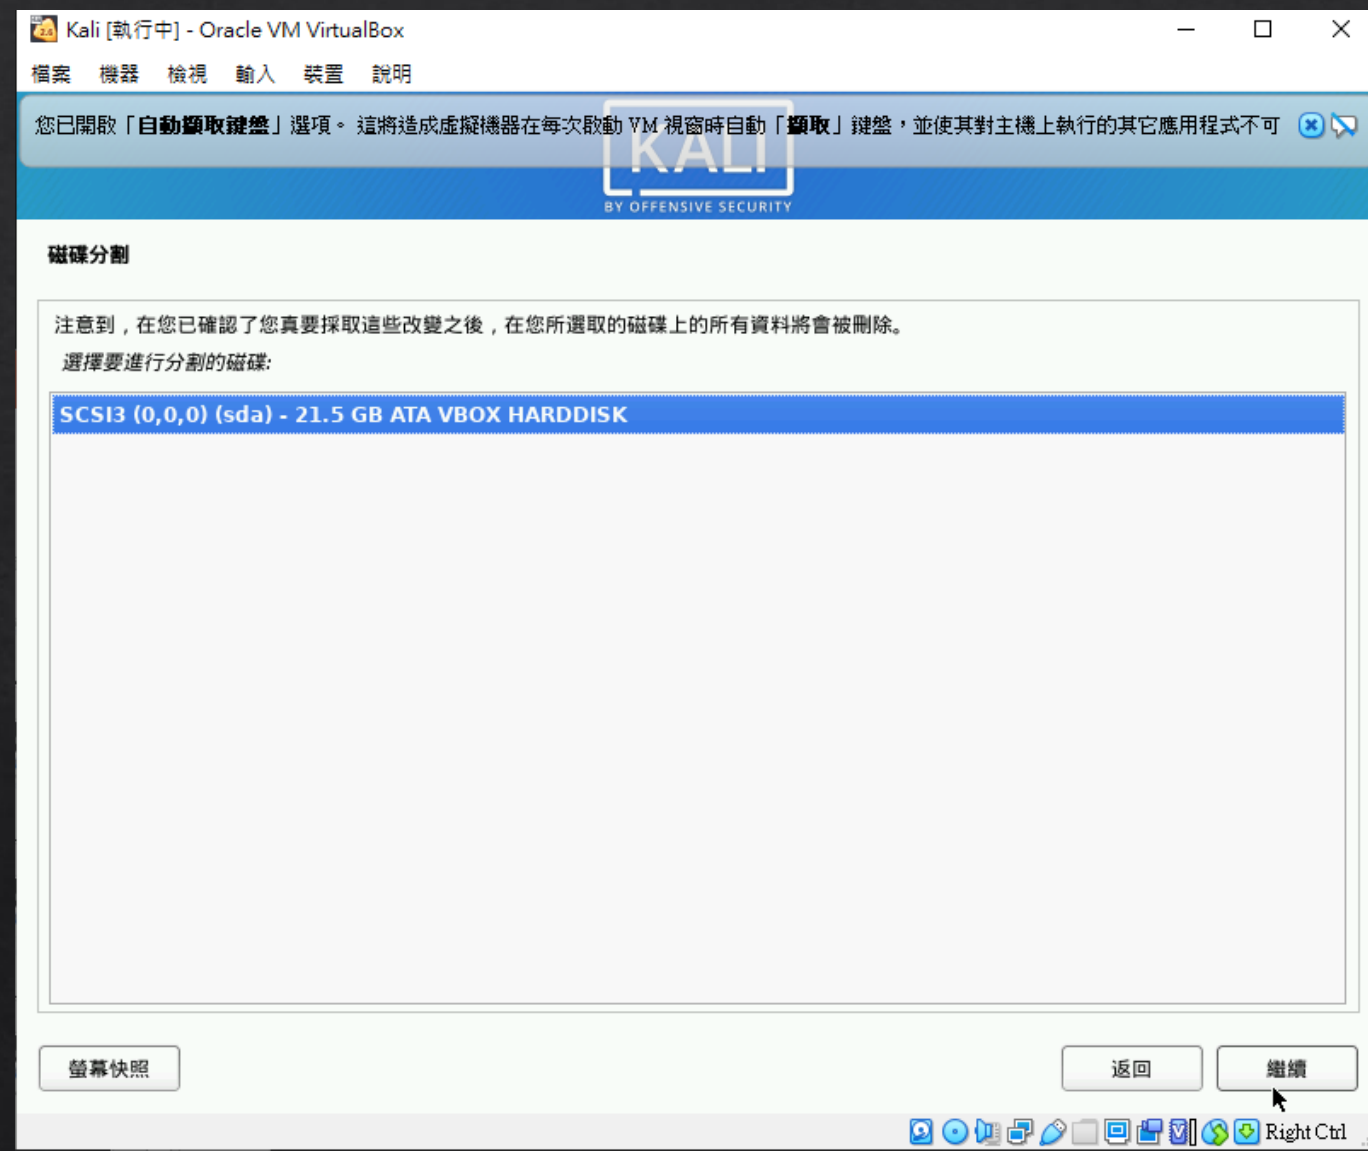 Kali [執行中] - Oracle VM VirtualBox
檔案 機器 檢視 輸入 裝置 說明
您已開啟「自動擷取鍵盤」選項。 這將造成虛擬機器在每次啟動 VM 視窗時自動「擷取」鍵盤，並使其對主機上執行的其它應用程式不可
KALI
BY OFFENSIVE SECURITY
磁碟分割
注意到，在您已確認了您真要採取這些改變之後，在您所選取的磁碟上的所有資料將會被刪除。
選擇要進行分割的磁碟:
SCSI3 (0,0,0) (sda) - 21.5 GB ATA VBOX HARDDISK
螢幕快照 返回 繼續
Right Ctrl